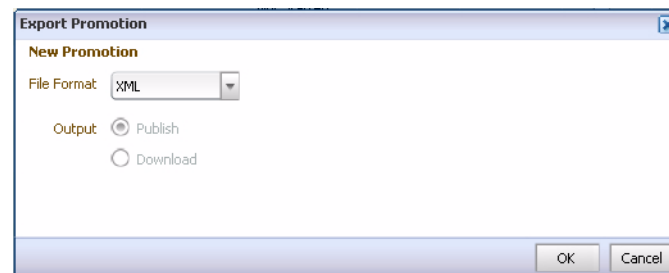 Export Promotion
New Promotion
File Format XML
Output Publish
Download
OK Cancel